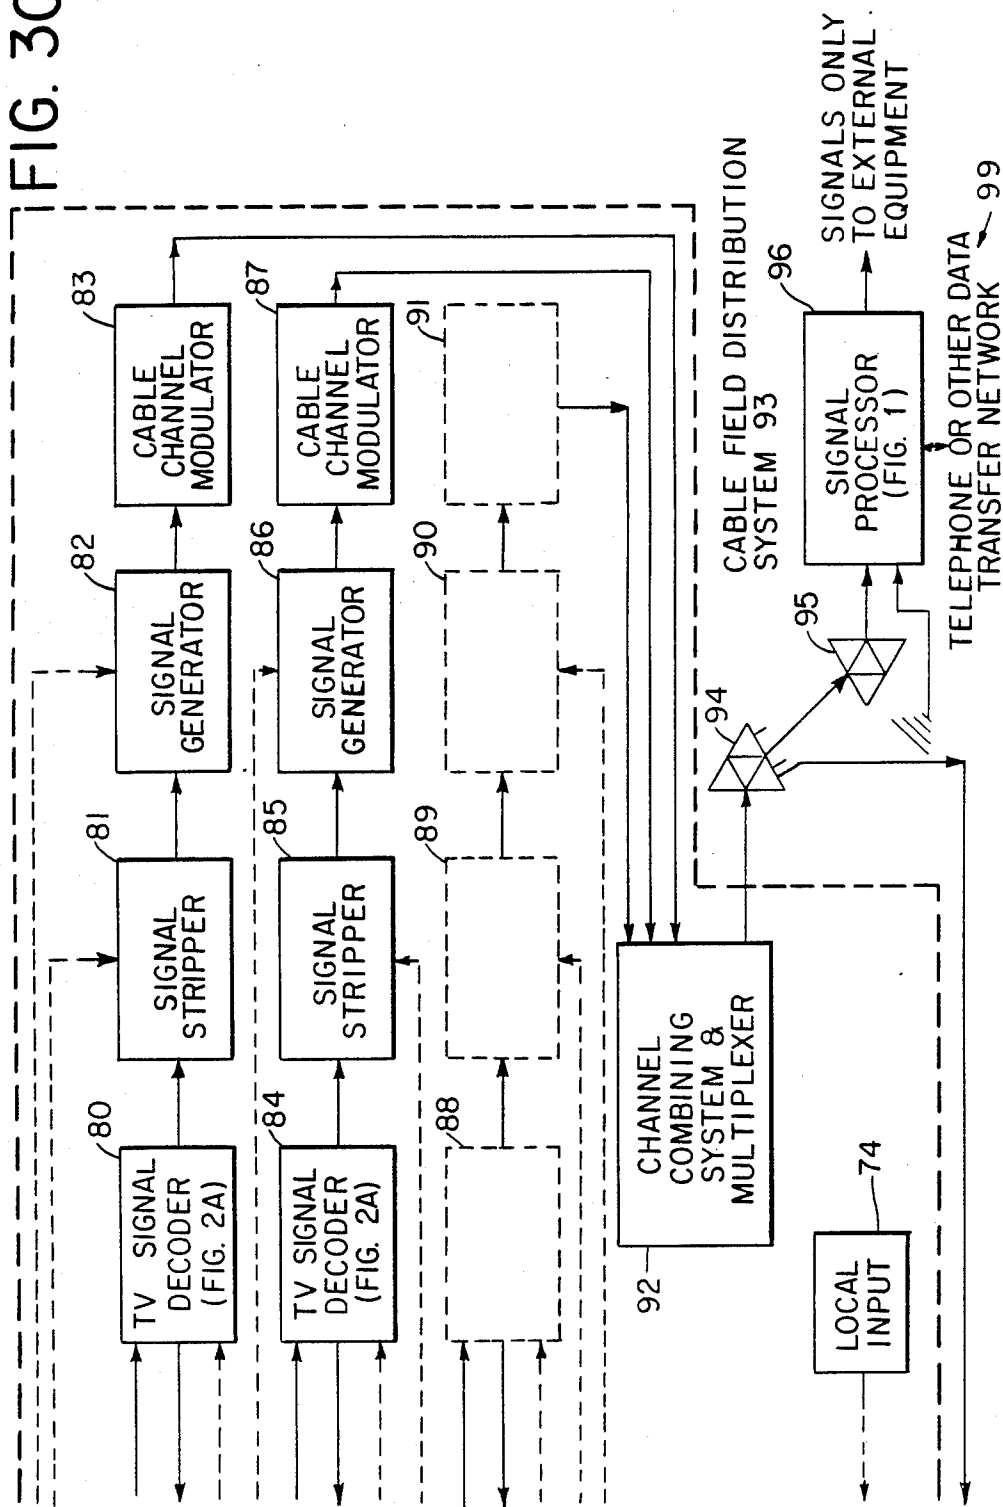 FIG. 3C
80
TV SIGNAL
DECODER
(FIG. 2A)
81
SIGNAL
STRIPPER
82
SIGNAL
GENERATOR
83
CABLE
CHANNEL
MODULATOR
84
TV SIGNAL
DECODER
(FIG. 2A)
85
SIGNAL
STRIPPER
86
SIGNAL
GENERATOR
87
CABLE
CHANNEL
MODULATOR
88
89
90
91
92
CHANNEL
COMBINING
SYSTEM &
MULTIPLEXER
CABLE FIELD DISTRIBUTION
SYSTEM 93
94
95
96
SIGNAL
PROCESSOR
(FIG. 1)
SIGNALS ONLY
TO EXTERNAL
EQUIPMENT
74
LOCAL
INPUT
TELEPHONE OR OTHER DATA
TRANSFER NETWORK
99